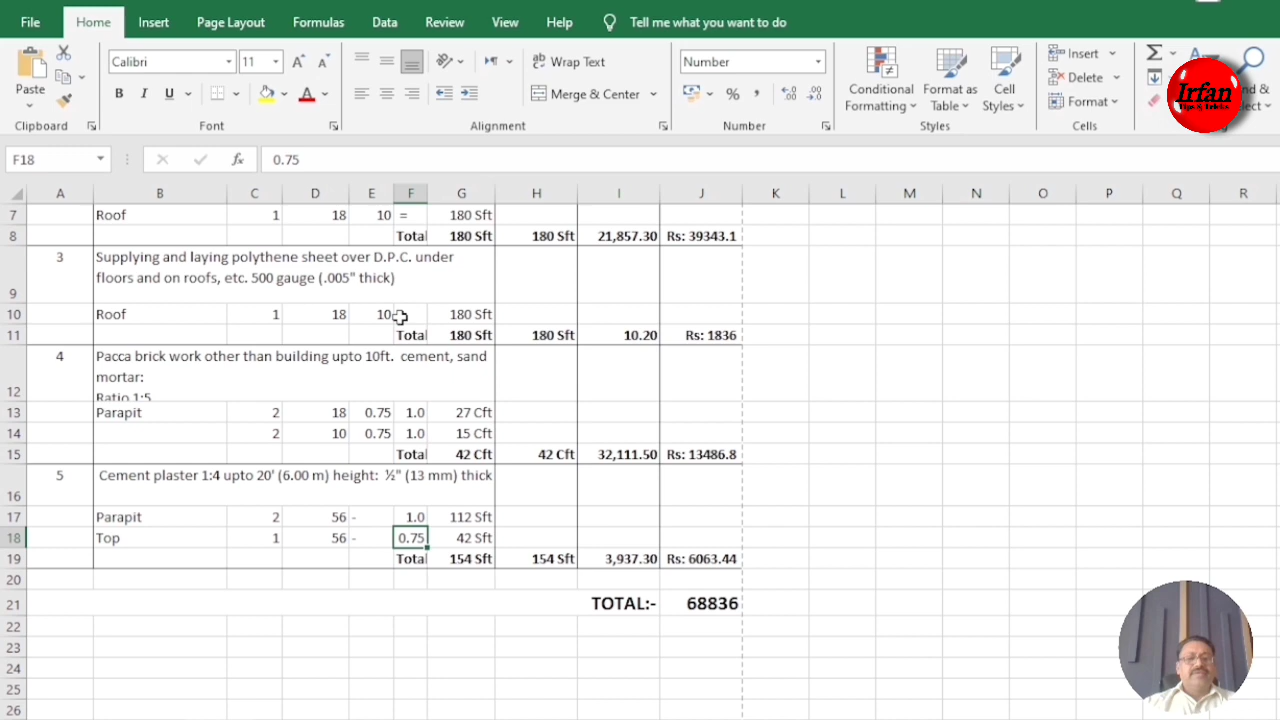 File Home Insert Page Layout Formulas Data Review View Help Tell me what you want to do
Paste Calibri 11 Wrap Text Number Conditional Formatting Format as Table Cell Styles Insert
B I U Merge & Center % Delete
Format
Clipboard Font Alignment Number Styles Cells
Irfan
Tips & Tricks
F18 fx 0.75
A B C D E F G H I J K L M N O P Q R
7 Roof 1 18 10 = 180 Sft
8 Total 180 Sft 180 Sft 21,857.30 Rs: 39343.1
3 Supplying and laying polythene sheet over D.P.C. under
floors and on roofs, etc. 500 gauge (.005" thick)
9
10 Roof 1 18 10 180 Sft
11 Total 180 Sft 180 Sft 10.20 Rs: 1836
4 Pacca brick work other than building upto 10ft. cement, sand
mortar:
12 Ratio 1:5
13 Parapit 2 18 0.75 1.0 27 Cft
14 2 10 0.75 1.0 15 Cft
15 Total 42 Cft 42 Cft 32,111.50 Rs: 13486.8
5 Cement plaster 1:4 upto 20' (6.00 m) height: ½" (13 mm) thick
16
17 Parapit 2 56 - 1.0 112 Sft
18 Top 1 56 - 0.75 42 Sft
19 Total 154 Sft 154 Sft 3,937.30 Rs: 6063.44
20
21 TOTAL:- 68836
22
23
24
25
26